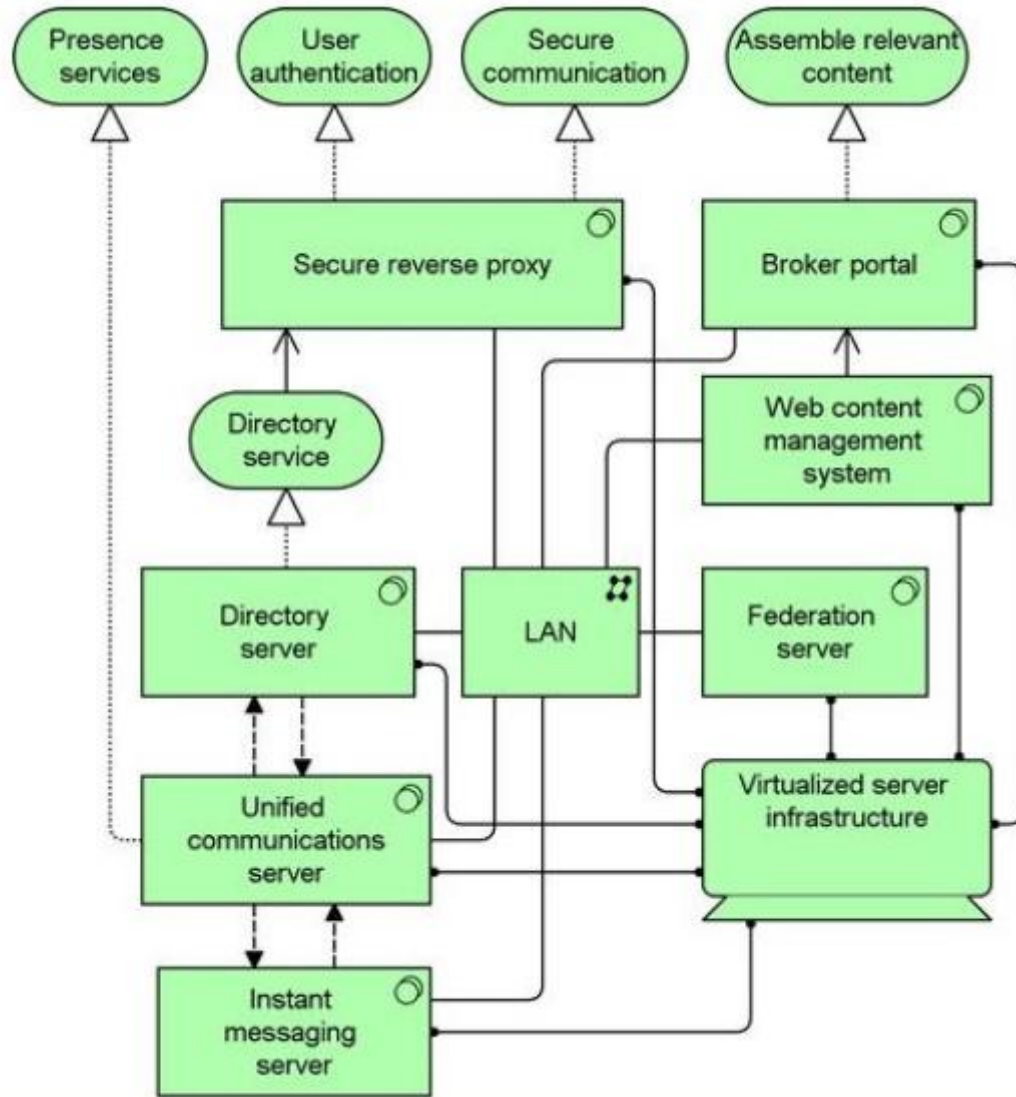 Presence
services
User
authentication
Secure
communication
Assemble relevant
content
Secure reverse proxy
Broker portal
Directory
service
Web content
management
system
Directory
server
LAN
Federation
server
Unified
communications
server
Virtualized server
infrastructure
Instant
messaging
server